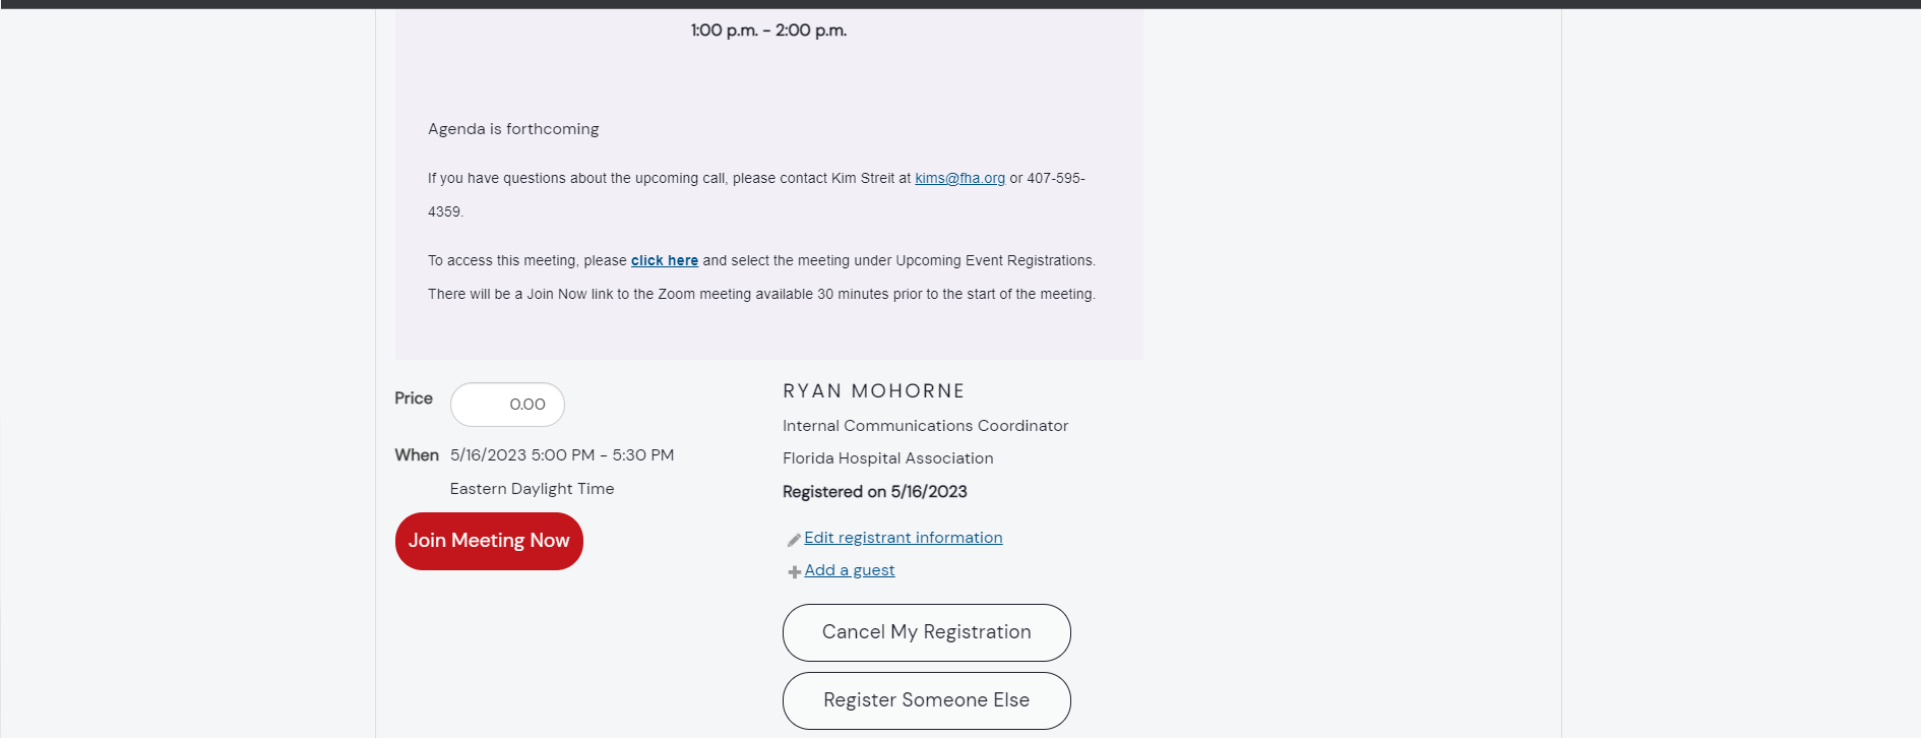 1:00 p.m. - 2:00 p.m.
Agenda is forthcoming
If you have questions about the upcoming call, please contact Kim Streit at kims@fha.org or 407-595-
4359.
To access this meeting, please click here and select the meeting under Upcoming Event Registrations.
There will be a Join Now link to the Zoom meeting available 30 minutes prior to the start of the meeting.
Price 0.00
When 5/16/2023 5:00 PM - 5:30 PM
Eastern Daylight Time
Join Meeting Now
RYAN MOHORNE
Internal Communications Coordinator
Florida Hospital Association
Registered on 5/16/2023
Edit registrant information
Add a guest
Cancel My Registration
Register Someone Else